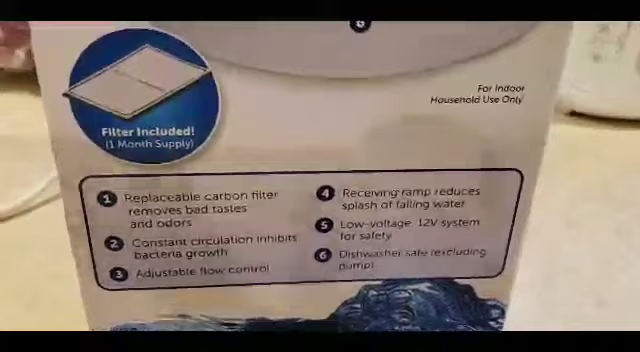 6
Filter Included!
(1 Month Supply)
For Indoor
Household Use Only
1 Replaceable carbon filter
removes bad tastes
and odors
2 Constant circulation inhibits
bacteria growth
3 Adjustable flow control
4 Receiving ramp reduces
splash of falling water
5 Low-voltage, 12V system
for safety
6 Dishwasher safe (excluding
pump)